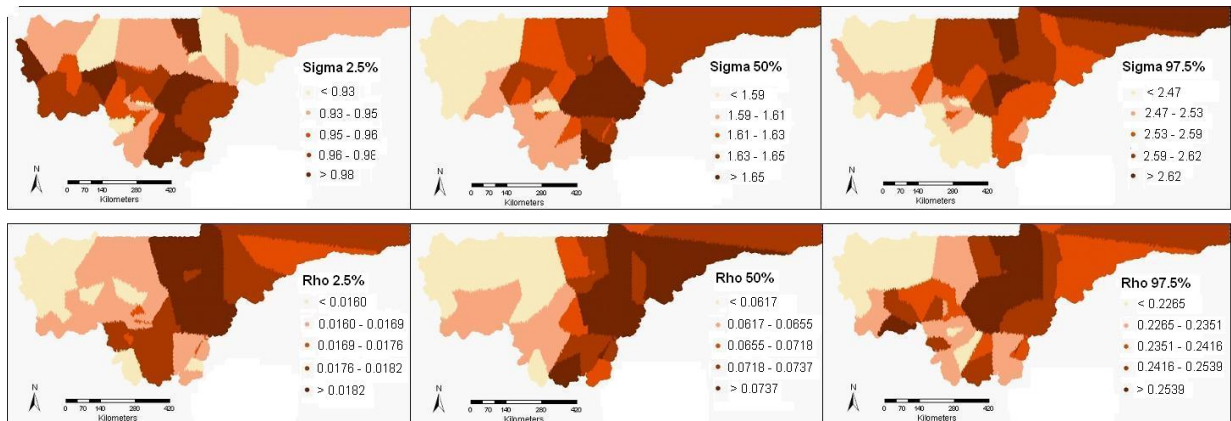 Sigma 2.5%
< 0.93
0.93 - 0.95
0.95 - 0.96
0.96 - 0.98
> 0.98
N
0 70 140 280 420
Kilometers
Sigma 50%
< 1.59
1.59 - 1.61
1.61 - 1.63
1.63 - 1.65
> 1.65
N
0 70 140 280 420
Kilometers
Sigma 97.5%
< 2.47
2.47 - 2.53
2.53 - 2.59
2.59 - 2.62
> 2.62
N
0 70 140 280 420
Kilometers
Rho 2.5%
< 0.0160
0.0160 - 0.0169
0.0169 - 0.0176
0.0176 - 0.0182
> 0.0182
N
0 70 140 280 420
Kilometers
Rho 50%
< 0.0617
0.0617 - 0.0655
0.0655 - 0.0718
0.0718 - 0.0737
> 0.0737
N
0 70 140 280 420
Kilometers
Rho 97.5%
< 0.2265
0.2265 - 0.2351
0.2351 - 0.2416
0.2416 - 0.2539
> 0.2539
N
0 70 140 280 420
Kilometers